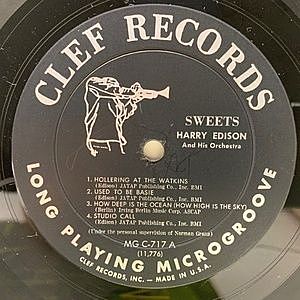 CLEF RECORDS
SWEETS
HARRY EDISON
And His Orchestra
1. HOLLERING AT THE WATKINS
(Edison) JATAP Publishing Co., Inc. BMI
2. USED TO BE BASIE
(Edison) JATAP Publishing Co., Inc. BMI
3. HOW DEEP IS THE OCEAN (HOW HIGH IS THE SKY)
(Berlin) Irving Berlin Music Corp. ASCAP
4. STUDIO CALL
(Edison) JATAP Publishing Co., Inc. BMI
(Under the personal supervision of Norman Granz)
MG C-717 A
(11,776)
LONG PLAYING MICROGROOVE
CLEF RECORDS, INC. — MADE IN U.S.A.